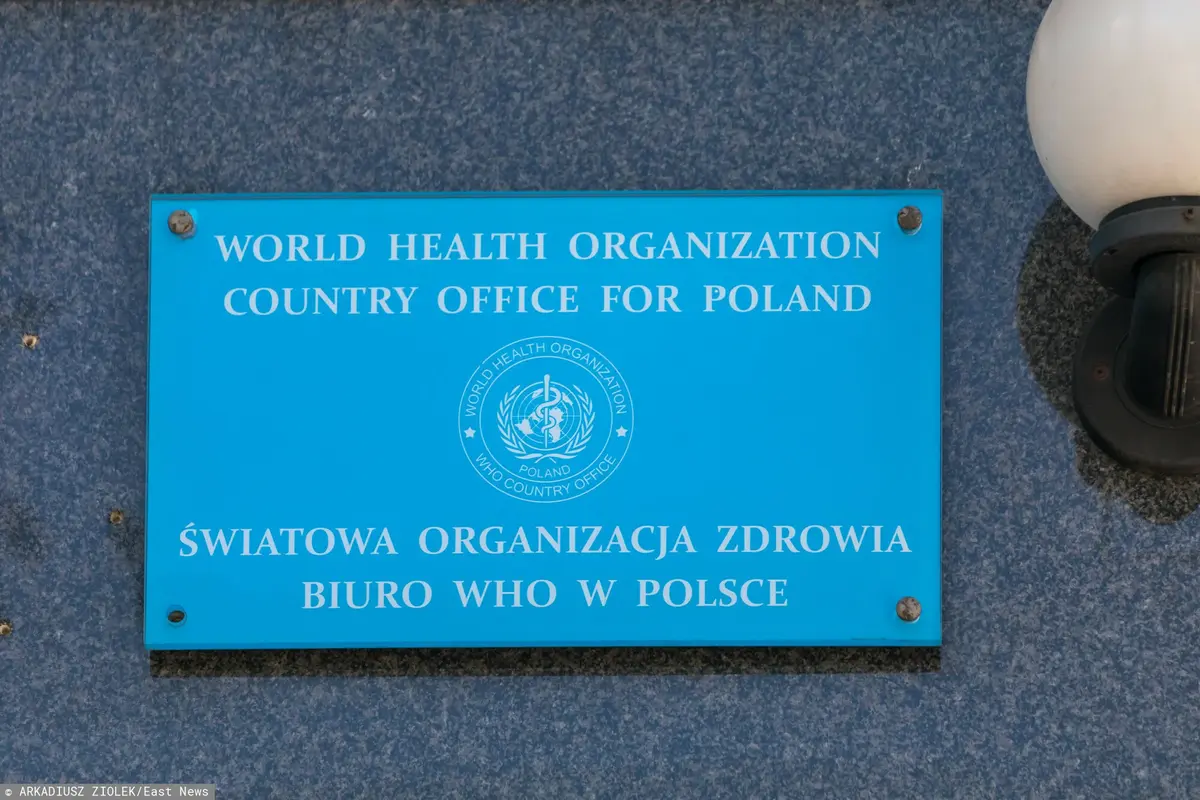 WORLD HEALTH ORGANIZATION
COUNTRY OFFICE FOR POLAND
WORLD HEALTH ORGANIZATION
POLAND
WHO COUNTRY OFFICE
ŚWIATOWA ORGANIZACJA ZDROWIA
BIURO WHO W POLSCE
© ARKADIUSZ ZIOLEK/East News